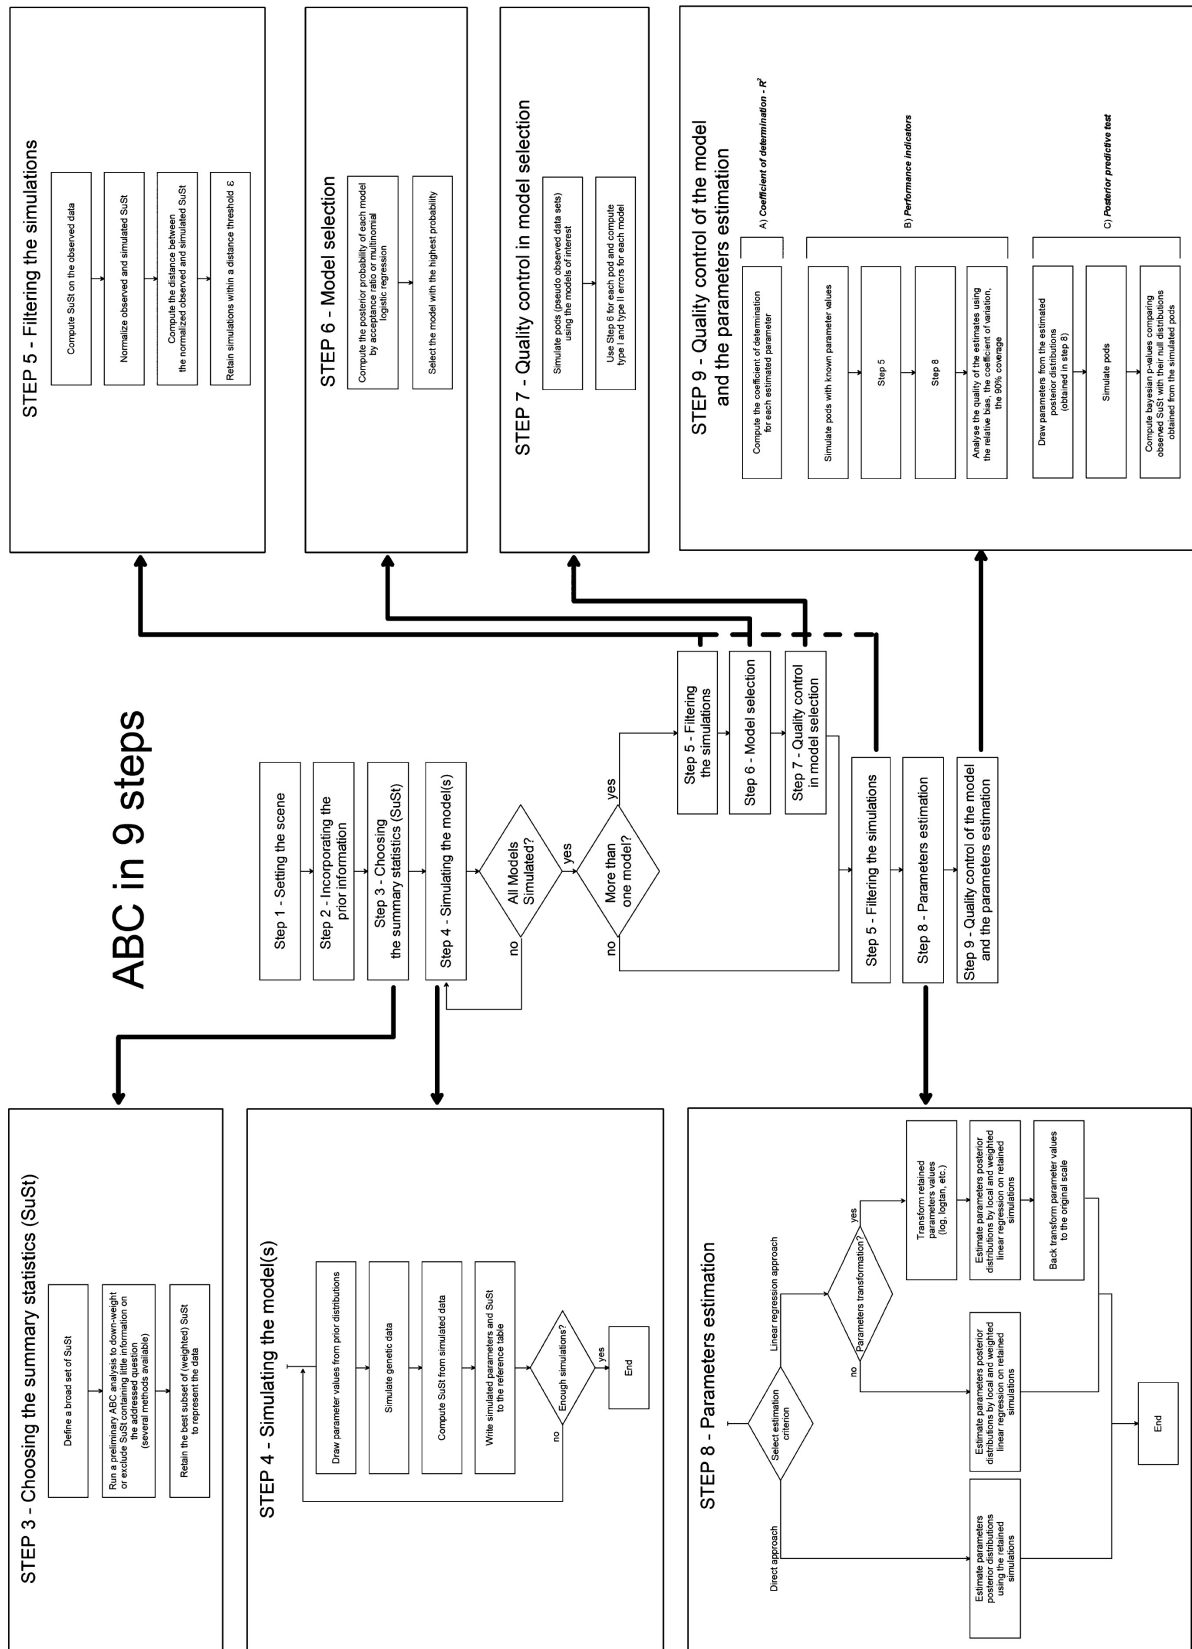 ABC in 9 steps
STEP 3 - Choosing the summary statistics (SuSt)
Define a broad set of SuSt
Run a preliminary ABC analysis to down-weight
or exclude SuSt containing little information on
the addressed question
(several methods available)
Retain the best subset of (weighted) SuSt
to represent the data
STEP 4 - Simulating the model(s)
Draw parameter values from prior distributions
Simulate genetic data
Compute SuSt from simulated data
Write simulated parameters and SuSt
to the reference table
Enough simulations?
no
yes
End
STEP 8 - Parameters estimation
Select estimation
criterion
Direct approach
Linear regression approach
Parameters transformation?
no
yes
Estimate parameters
posterior distributions
using the retained
simulations
Estimate parameters posterior
distributions by local and weighted
linear regression on retained
simulations
Transform retained
parameters values
(log, logtan, etc.)
Estimate parameters posterior
distributions by local and weighted
linear regression on retained
simulations
Back transform parameter values
to the original scale
End
Step 1 - Setting the scene
Step 2 - Incorporating the
prior information
Step 3 - Choosing
the summary statistics (SuSt)
Step 4 - Simulating the model(s)
All Models
Simulated?
no
yes
More than
one model?
no
yes
Step 5 - Filtering
the simulations
Step 6 - Model selection
Step 7 - Quality control
in model selection
Step 5 - Filtering the simulations
Step 8 - Parameters estimation
Step 9 - Quality control of the model
and the parameters estimation
STEP 5 - Filtering the simulations
Compute SuSt on the observed data
Normalize observed and simulated SuSt
Compute the distance between
the normalized observed and simulated SuSt
Retain simulations within a distance threshold ε
STEP 6 - Model selection
Compute the posterior probability of each model
by acceptance ratio or multinomial
logistic regression
Select the model with the highest probability
STEP 7 - Quality control in model selection
Simulate pods (pseudo observed data sets)
using the models of interest
Use Step 6 for each pod and compute
type I and type II errors for each model
STEP 9 - Quality control of the model
and the parameters estimation
Compute the coefficient of determination
for each estimated parameter
A) Coefficient of determination - R²
Simulate pods with known parameter values
Step 5
Step 8
Analyse the quality of the estimates using
the relative bias, the coefficient of variation,
the 90% coverage
B) Performance indicators
Draw parameters from the estimated
posterior distributions
(obtained in step 8)
Simulate pods
Compute bayesian p-values comparing
observed SuSt with their null distributions
obtained from the simulated pods
C) Posterior predictive test